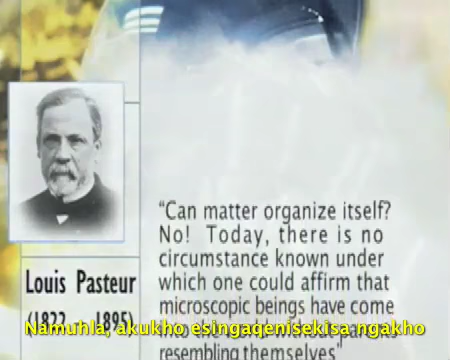 "Can matter organize itself?
No! Today, there is no
circumstance known under
which one could affirm that
microscopic beings have come
resembling themselves"
Louis Pasteur
(1822 1895)
Namuhla, akukho esingaqenisekisa ngakho